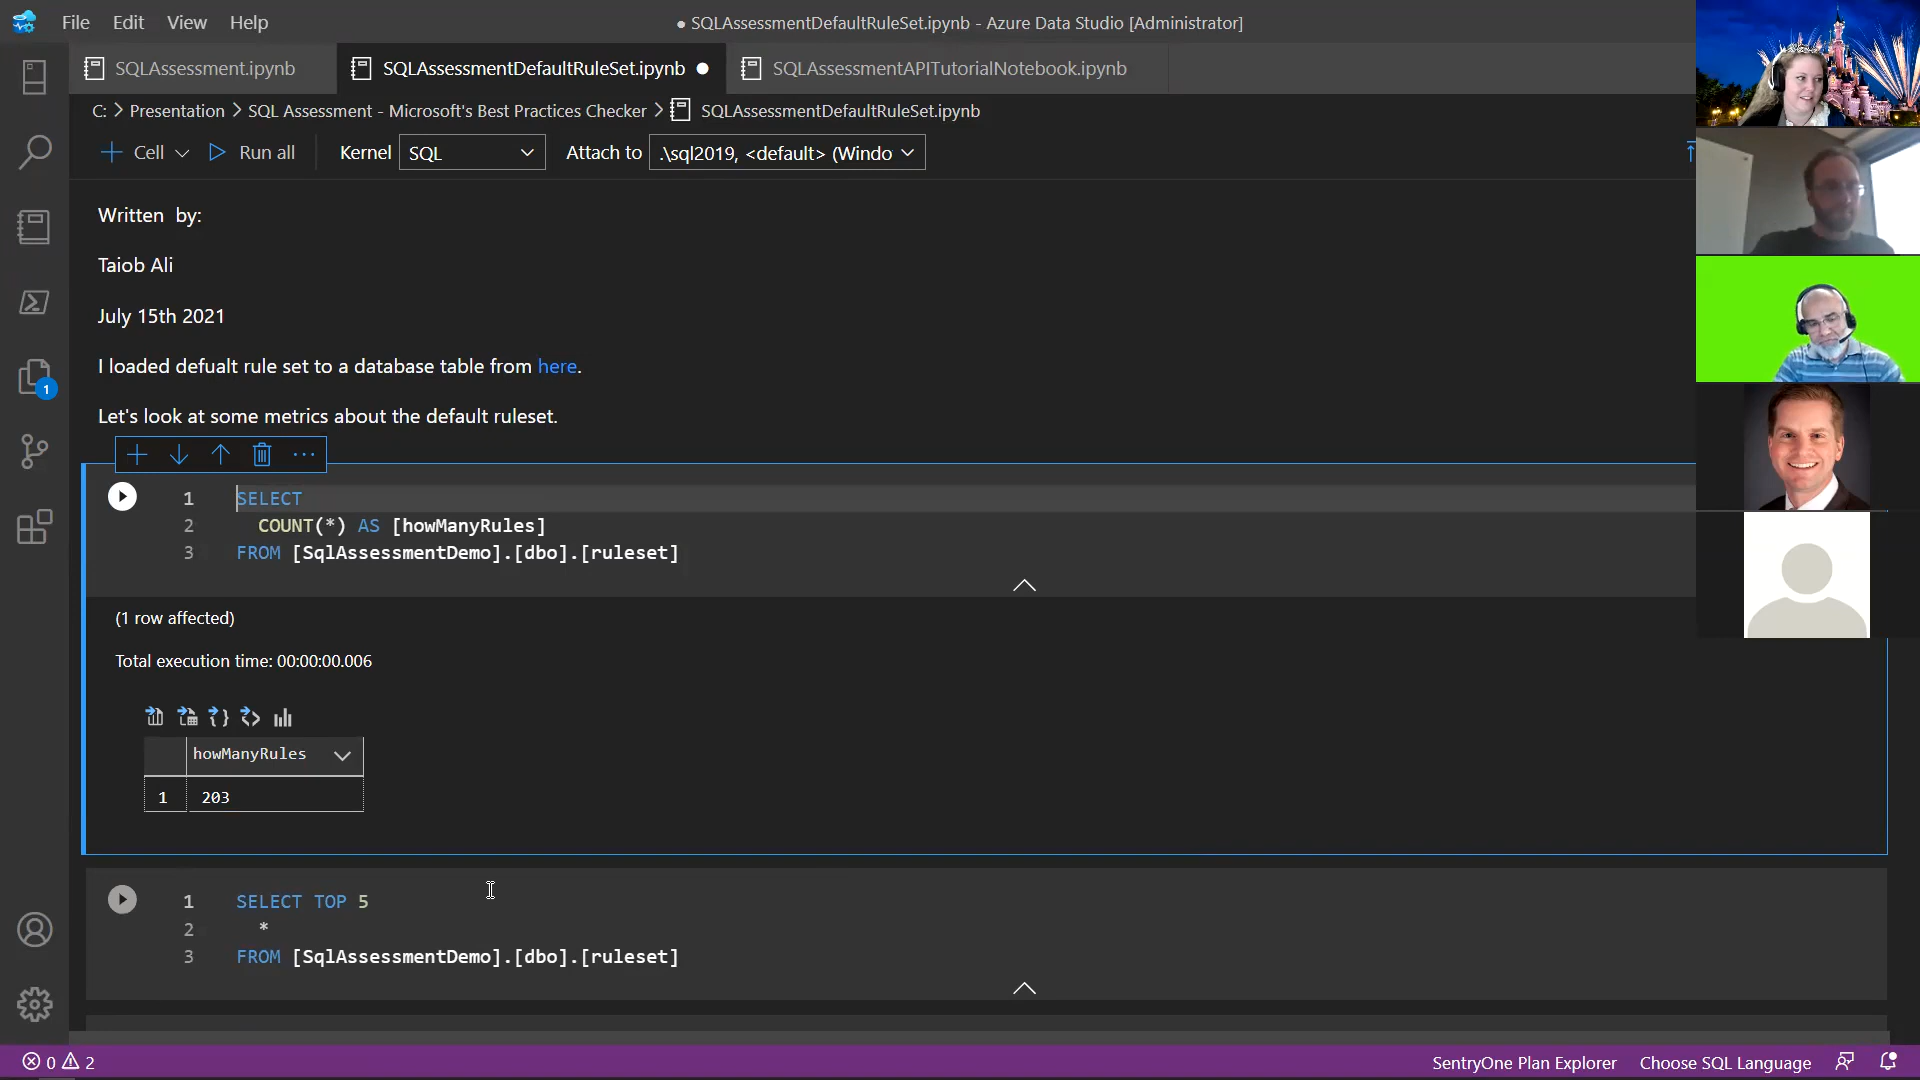 File Edit View Help
● SQLAssessmentDefaultRuleSet.ipynb - Azure Data Studio [Administrator]
SQLAssessment.ipynb
SQLAssessmentDefaultRuleSet.ipynb ●
SQLAssessmentAPITutorialNotebook.ipynb
C: > Presentation > SQL Assessment - Microsoft's Best Practices Checker > SQLAssessmentDefaultRuleSet.ipynb
Cell Run all Kernel SQL Attach to .\sql2019, <default> (Windo
Written by:
Taiob Ali
July 15th 2021
I loaded defualt rule set to a database table from here.
Let's look at some metrics about the default ruleset.
1 SELECT
2 COUNT(*) AS [howManyRules]
3 FROM [SqlAssessmentDemo].[dbo].[ruleset]
(1 row affected)
Total execution time: 00:00:00.006
howManyRules
1 203
1 SELECT TOP 5
2 *
3 FROM [SqlAssessmentDemo].[dbo].[ruleset]
1
0 2
SentryOne Plan Explorer Choose SQL Language